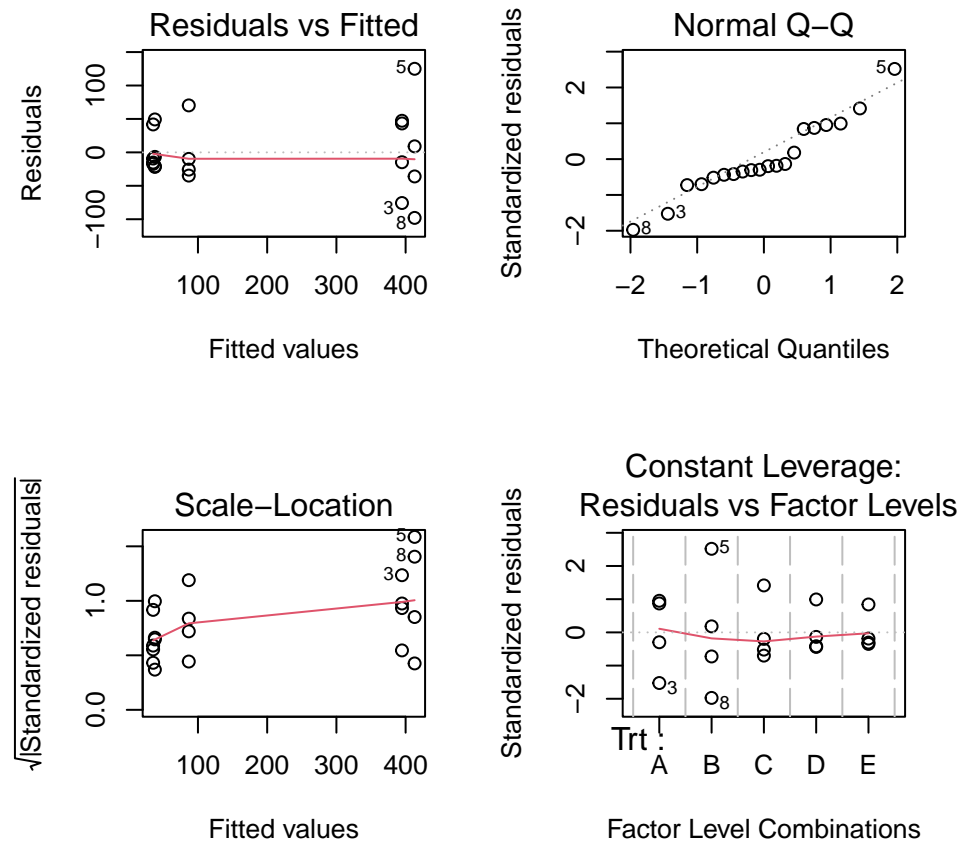 Residuals vs Fitted
Residuals
100
0
−100
5
3
8
100 200 300 400
Fitted values
Normal Q−Q
Standardized residuals
2
0
−2
5
3
8
−2 −1 0 1 2
Theoretical Quantiles
Scale−Location
√|Standardized residuals|
1.0
0.0
5
8
3
100 200 300 400
Fitted values
Constant Leverage:
Residuals vs Factor Levels
Standardized residuals
2
0
−2
5
3
8
Trt :
A B C D E
Factor Level Combinations